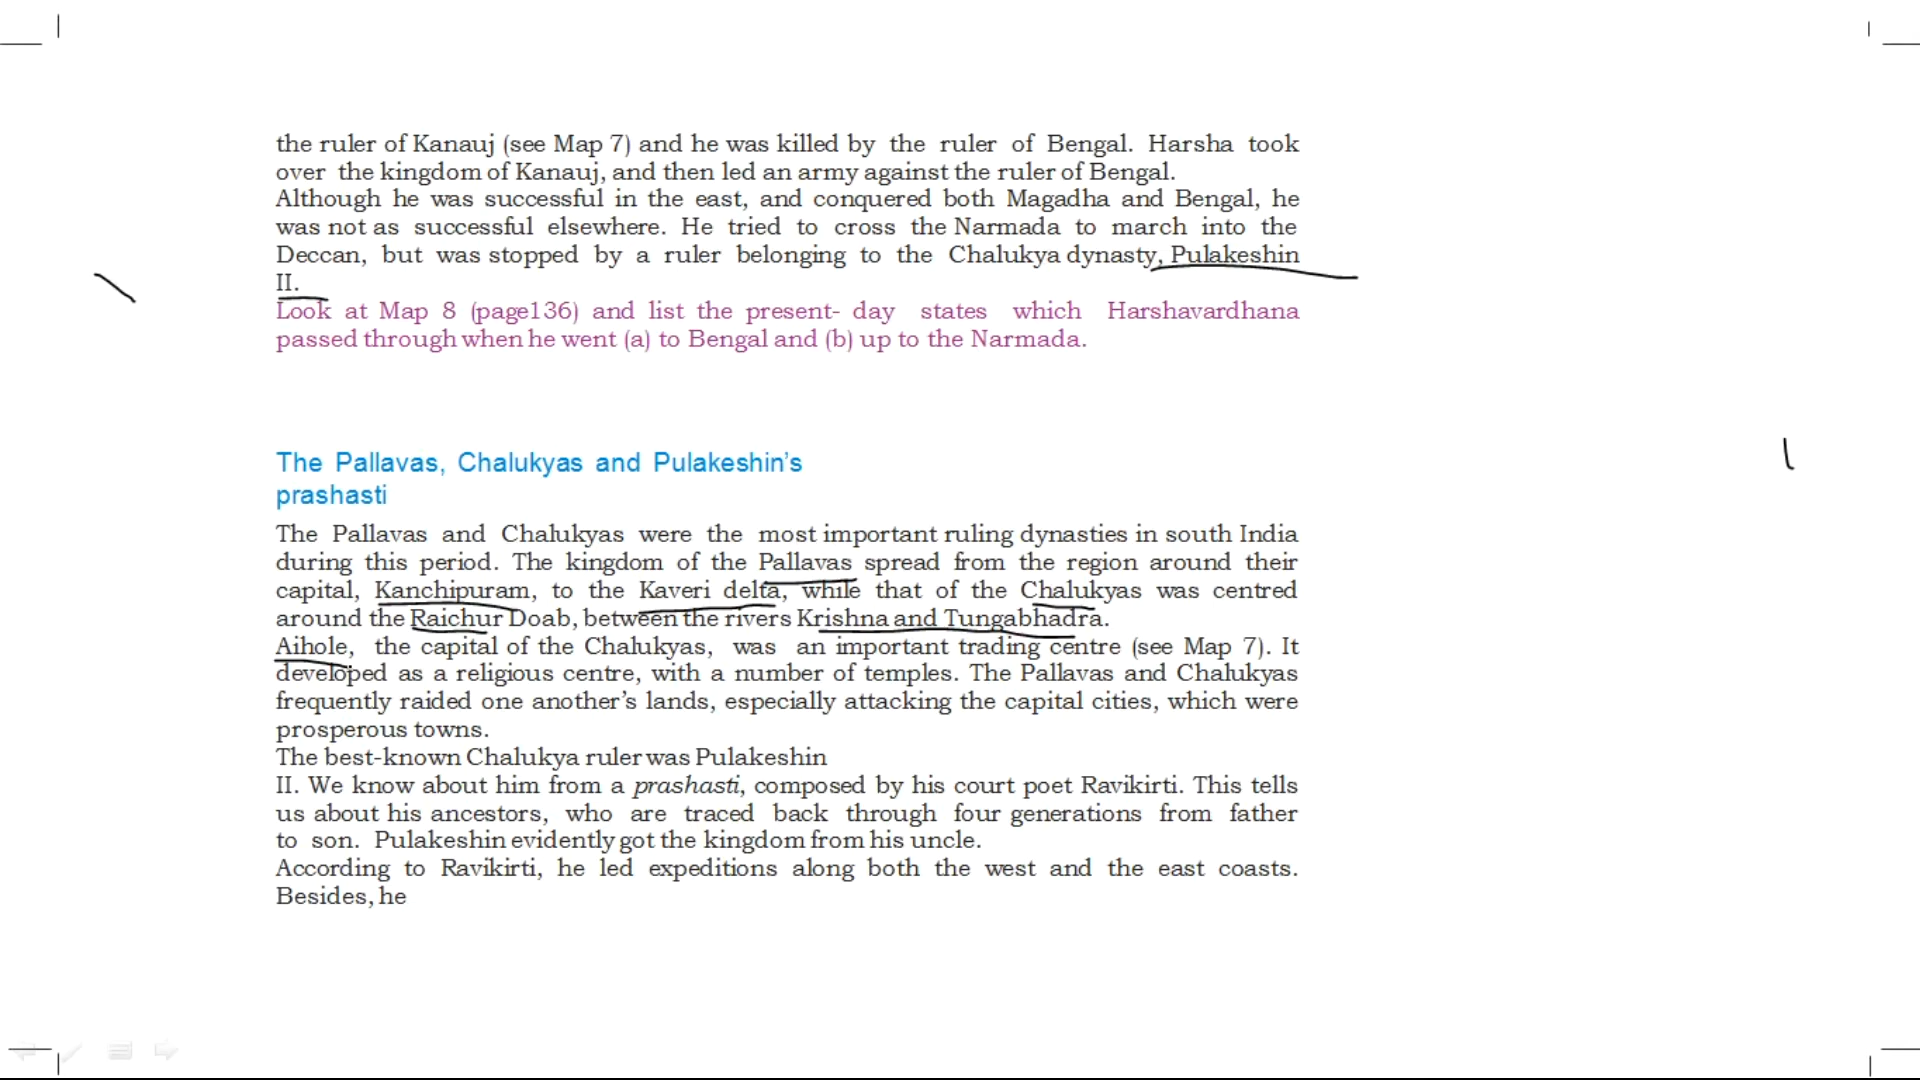 the ruler of Kanauj (see Map 7) and he was killed by the ruler of Bengal. Harsha took
over the kingdom of Kanauj, and then led an army against the ruler of Bengal.
Although he was successful in the east, and conquered both Magadha and Bengal, he
was not as successful elsewhere. He tried to cross the Narmada to march into the
Deccan, but was stopped by a ruler belonging to the Chalukya dynasty, Pulakeshin
II.
Look at Map 8 (page136) and list the present- day states which Harshavardhana
passed through when he went (a) to Bengal and (b) up to the Narmada.
The Pallavas, Chalukyas and Pulakeshin’s
prashasti
The Pallavas and Chalukyas were the most important ruling dynasties in south India
during this period. The kingdom of the Pallavas spread from the region around their
capital, Kanchipuram, to the Kaveri delta, while that of the Chalukyas was centred
around the Raichur Doab, between the rivers Krishna and Tungabhadra.
Aihole, the capital of the Chalukyas, was an important trading centre (see Map 7). It
developed as a religious centre, with a number of temples. The Pallavas and Chalukyas
frequently raided one another’s lands, especially attacking the capital cities, which were
prosperous towns.
The best-known Chalukya ruler was Pulakeshin
II. We know about him from a prashasti, composed by his court poet Ravikirti. This tells
us about his ancestors, who are traced back through four generations from father
to son. Pulakeshin evidently got the kingdom from his uncle.
According to Ravikirti, he led expeditions along both the west and the east coasts.
Besides, he